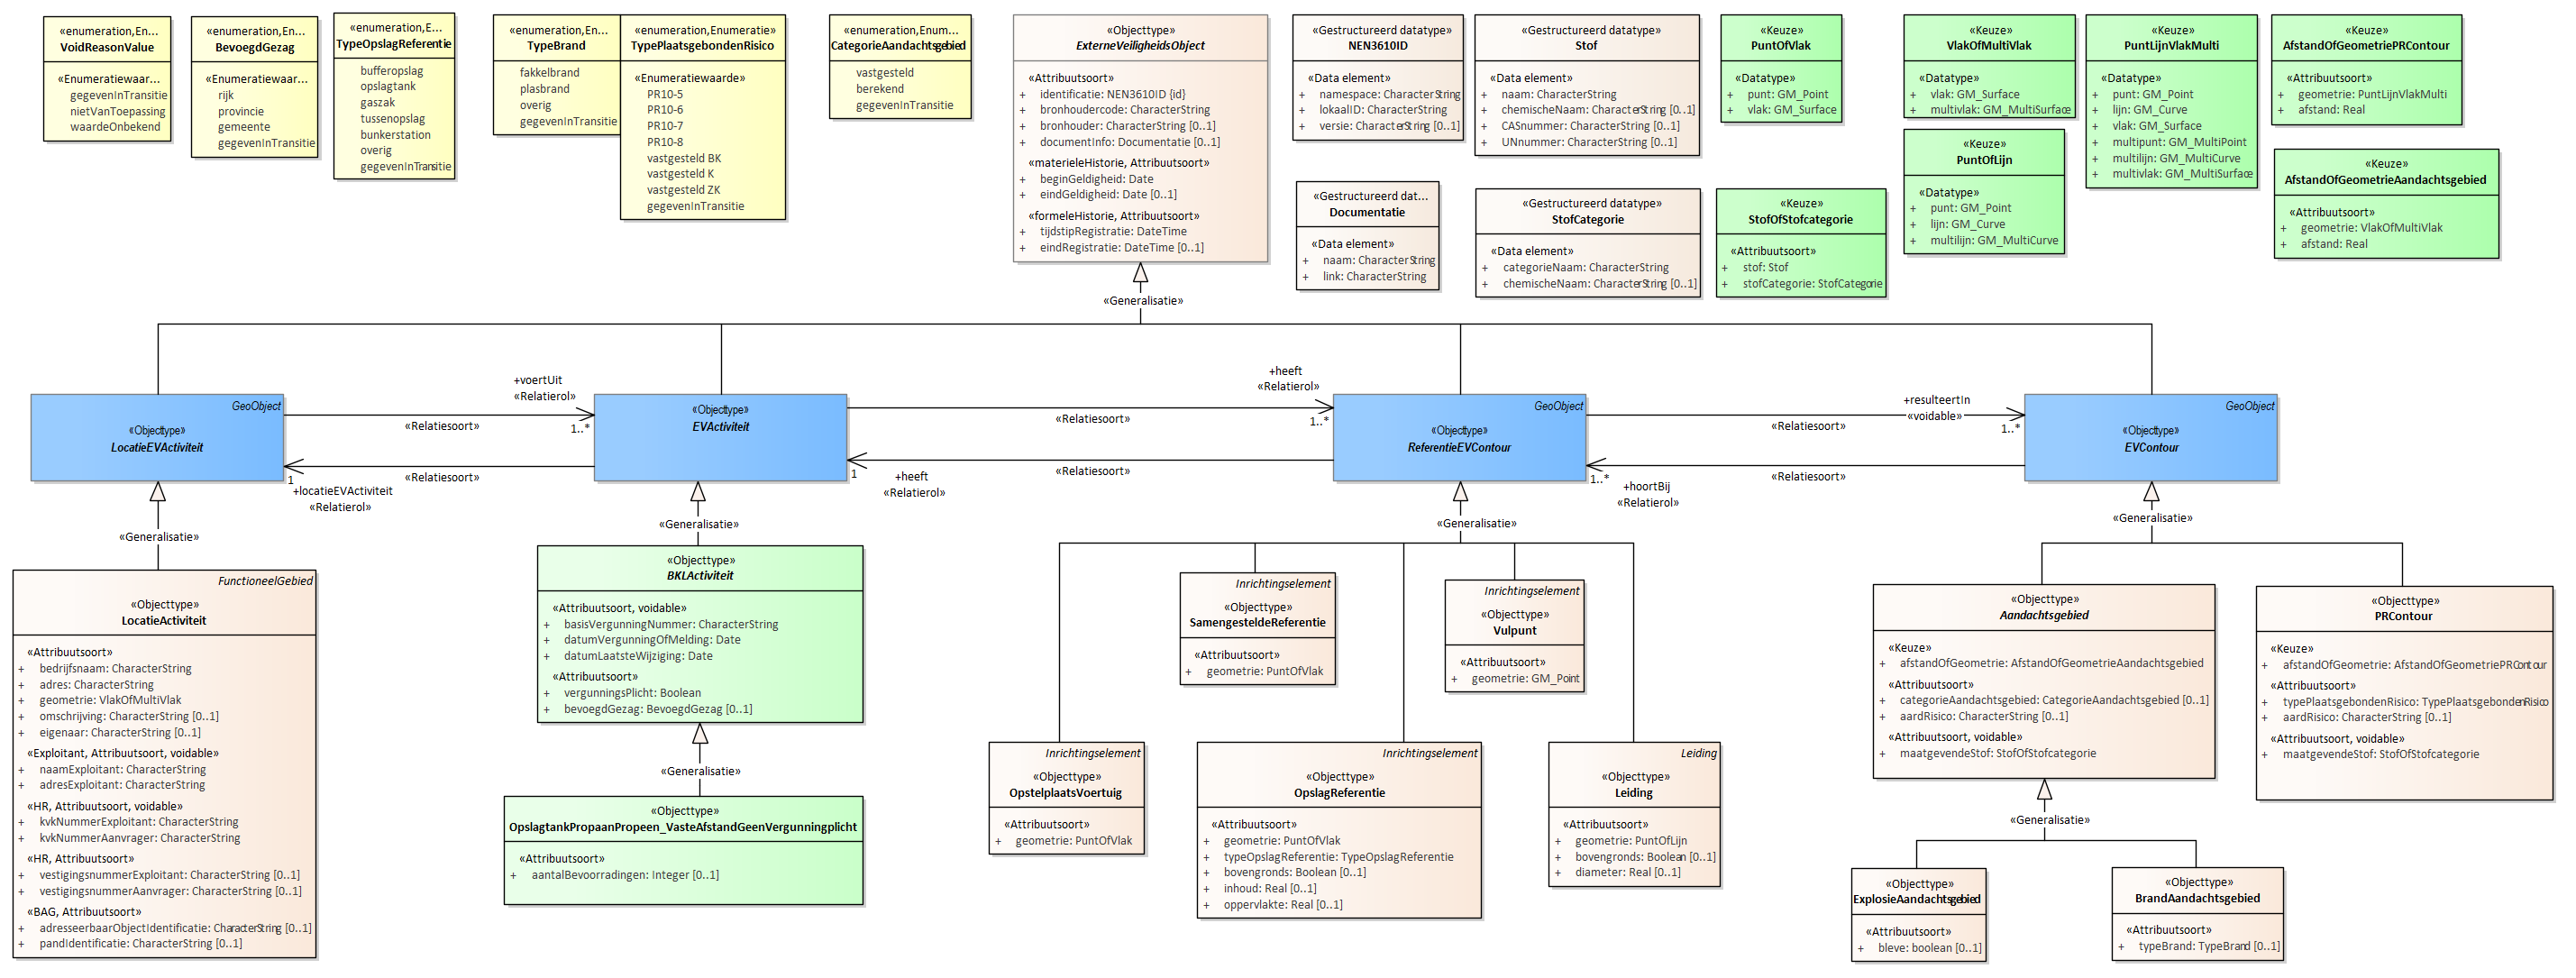 «enumeration,En...
VoidReasonValue
«Enumeratiewaar...
gegevenInTransitie
nietVanToepassing
waardeOnbekend
«enumeration,E...
BevoegdGezag
«Enumeratiewaar...
rijk
provincie
gemeente
gegevenInTransitie
«enumeration,E...
TypeOpslagReferentie
bufferopslag
opslagtank
gaszak
tussenopslag
bunkerstation
overig
gegevenInTransitie
«enumeration,E...
TypeBrand
fakkelbrand
plasbrand
overig
gegevenInTransitie
«enumeration,Enumeratie»
TypePlaatsgebondenRisico
«Enumeratiewaarde»
PR10-5
PR10-6
PR10-7
PR10-8
vastgesteld BK
vastgesteld K
vastgesteld ZK
gegevenInTransitie
«enumeration,Enum...
CategorieAandachtsgebied
vastgesteld
berekend
gegevenInTransitie
«Objecttype»
ExterneVeiligheidsObject
«Attribuutsoort»
+ identificatie: NEN3610ID {id}
+ bronhoudercode: CharacterString
+ bronhouder: CharacterString [0..1]
+ documentInfo: Documentatie [0..1]
«materieleHistorie, Attribuutsoort»
+ beginGeldigheid: Date
+ eindGeldigheid: Date [0..1]
«formeleHistorie, Attribuutsoort»
+ tijdstipRegistratie: DateTime
+ eindRegistratie: DateTime [0..1]
«Gestructureerd datatype»
NEN3610ID
«Data element»
+ namespace: CharacterString
+ lokaalID: CharacterString
+ versie: CharacterString [0..1]
«Gestructureerd dat...
Documentatie
«Data element»
+ naam: CharacterString
+ link: CharacterString
«Gestructureerd datatype»
Stof
«Data element»
+ naam: CharacterString
+ chemischeNaam: CharacterString [0..1]
+ CASnummer: CharacterString [0..1]
+ UNnummer: CharacterString [0..1]
«Gestructureerd datatype»
StofCategorie
«Data element»
+ categorieNaam: CharacterString
+ chemischeNaam: CharacterString [0..1]
«Keuze»
PuntOfVlak
«Datatype»
+ punt: GM_Point
+ vlak: GM_Surface
«Keuze»
StofOfStofcategorie
«Attribuutsoort»
+ stof: Stof
+ stofCategorie: StofCategorie
«Keuze»
VlakOfMultiVlak
«Datatype»
+ vlak: GM_Surface
+ multivlak: GM_MultiSurface
«Keuze»
PuntOfLijn
«Datatype»
+ punt: GM_Point
+ lijn: GM_Curve
+ multilijn: GM_MultiCurve
«Keuze»
PuntLijnVlakMulti
«Datatype»
+ punt: GM_Point
+ lijn: GM_Curve
+ vlak: GM_Surface
+ multipunt: GM_MultiPoint
+ multilijn: GM_MultiCurve
+ multivlak: GM_MultiSurface
«Keuze»
AfstandOfGeometriePRContour
«Attribuutsoort»
+ geometrie: PuntLijnVlakMulti
+ afstand: Real
«Keuze»
AfstandOfGeometrieAandachtsgebied
«Attribuutsoort»
+ geometrie: VlakOfMultiVlak
+ afstand: Real
«Generalisatie»
GeoObject
«Objecttype»
LocatieEVActiviteit
+voertUit
«Relatierol»
«Relatiesoort»
1..*
«Relatiesoort»
1
+locatieEVActiviteit
«Relatierol»
«Objecttype»
EVActiviteit
+heeft
«Relatierol»
«Relatiesoort»
1..*
«Relatiesoort»
1
+heeft
«Relatierol»
GeoObject
«Objecttype»
ReferentieEVContour
+resulteertIn
«voidable»
«Relatiesoort»
1..*
«Relatiesoort»
1..*
+hoortBij
«Relatierol»
GeoObject
«Objecttype»
EVContour
«Generalisatie»
«Generalisatie»
«Generalisatie»
«Generalisatie»
FunctioneelGebied
«Objecttype»
LocatieActiviteit
«Attribuutsoort»
+ bedrijfsnaam: CharacterString
+ adres: CharacterString
+ geometrie: VlakOfMultiVlak
+ omschrijving: CharacterString [0..1]
+ eigenaar: CharacterString [0..1]
«Exploitant, Attribuutsoort, voidable»
+ naamExploitant: CharacterString
+ adresExploitant: CharacterString
«HR, Attribuutsoort, voidable»
+ kvkNummerExploitant: CharacterString
+ kvkNummerAanvrager: CharacterString
«HR, Attribuutsoort»
+ vestigingsnummerExploitant: CharacterString [0..1]
+ vestigingsnummerAanvrager: CharacterString [0..1]
«BAG, Attribuutsoort»
+ adresseerbaarObjectIdentificatie: CharacterString [0..1]
+ pandIdentificatie: CharacterString [0..1]
«Objecttype»
BKLActiviteit
«Attribuutsoort, voidable»
+ basisVergunningNummer: CharacterString
+ datumVergunningOfMelding: Date
+ datumLaatsteWijziging: Date
«Attribuutsoort»
+ vergunningsPlicht: Boolean
+ bevoegdGezag: BevoegdGezag [0..1]
«Generalisatie»
«Objecttype»
OpslagtankPropaanPropeen_VasteAfstandGeenVergunningplicht
«Attribuutsoort»
+ aantalBevoorradingen: Integer [0..1]
Inrichtingselement
«Objecttype»
SamengesteldeReferentie
«Attribuutsoort»
+ geometrie: PuntOfVlak
Inrichtingselement
«Objecttype»
Vulpunt
«Attribuutsoort»
+ geometrie: GM_Point
Inrichtingselement
«Objecttype»
OpstelplaatsVoertuig
«Attribuutsoort»
+ geometrie: PuntOfVlak
Inrichtingselement
«Objecttype»
OpslagReferentie
«Attribuutsoort»
+ geometrie: PuntOfVlak
+ typeOpslagReferentie: TypeOpslagReferentie
+ bovengronds: Boolean [0..1]
+ inhoud: Real [0..1]
+ oppervlakte: Real [0..1]
Leiding
«Objecttype»
Leiding
«Attribuutsoort»
+ geometrie: PuntOfLijn
+ bovengronds: Boolean [0..1]
+ diameter: Real [0..1]
«Objecttype»
Aandachtsgebied
«Keuze»
+ afstandOfGeometrie: AfstandOfGeometrieAandachtsgebied
«Attribuutsoort»
+ categorieAandachtsgebied: CategorieAandachtsgebied [0..1]
+ aardRisico: CharacterString [0..1]
«Attribuutsoort, voidable»
+ maatgevendeStof: StofOfStofcategorie
«Objecttype»
PRContour
«Keuze»
+ afstandOfGeometrie: AfstandOfGeometriePRContour
«Attribuutsoort»
+ typePlaatsgebondenRisico: TypePlaatsgebondenRisico
+ aardRisico: CharacterString [0..1]
«Attribuutsoort, voidable»
+ maatgevendeStof: StofOfStofcategorie
«Generalisatie»
«Objecttype»
ExplosieAandachtsgebied
«Attribuutsoort»
+ bleve: boolean [0..1]
«Objecttype»
BrandAandachtsgebied
«Attribuutsoort»
+ typeBrand: TypeBrand [0..1]